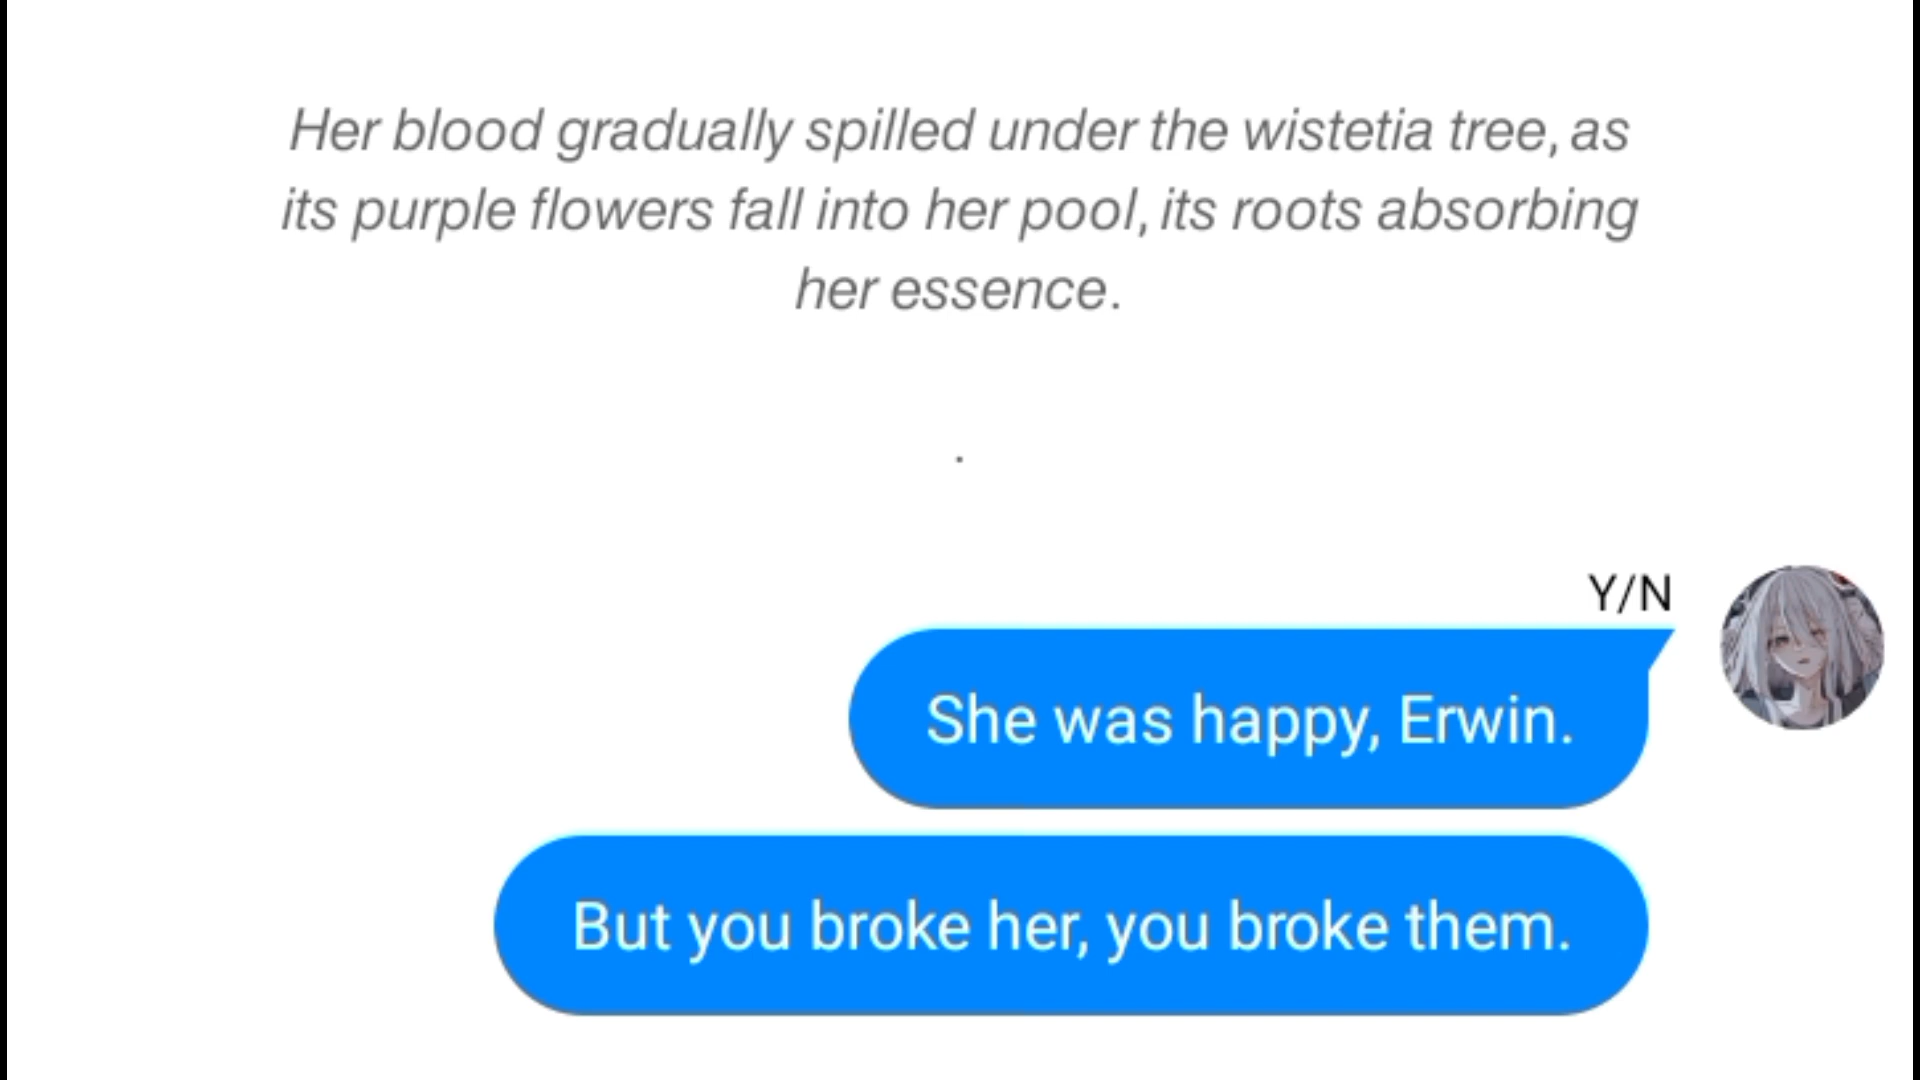 Her blood gradually spilled under the wistetia tree, as
its purple flowers fall into her pool, its roots absorbing
her essence.
.
Y/N
She was happy, Erwin.
But you broke her, you broke them.